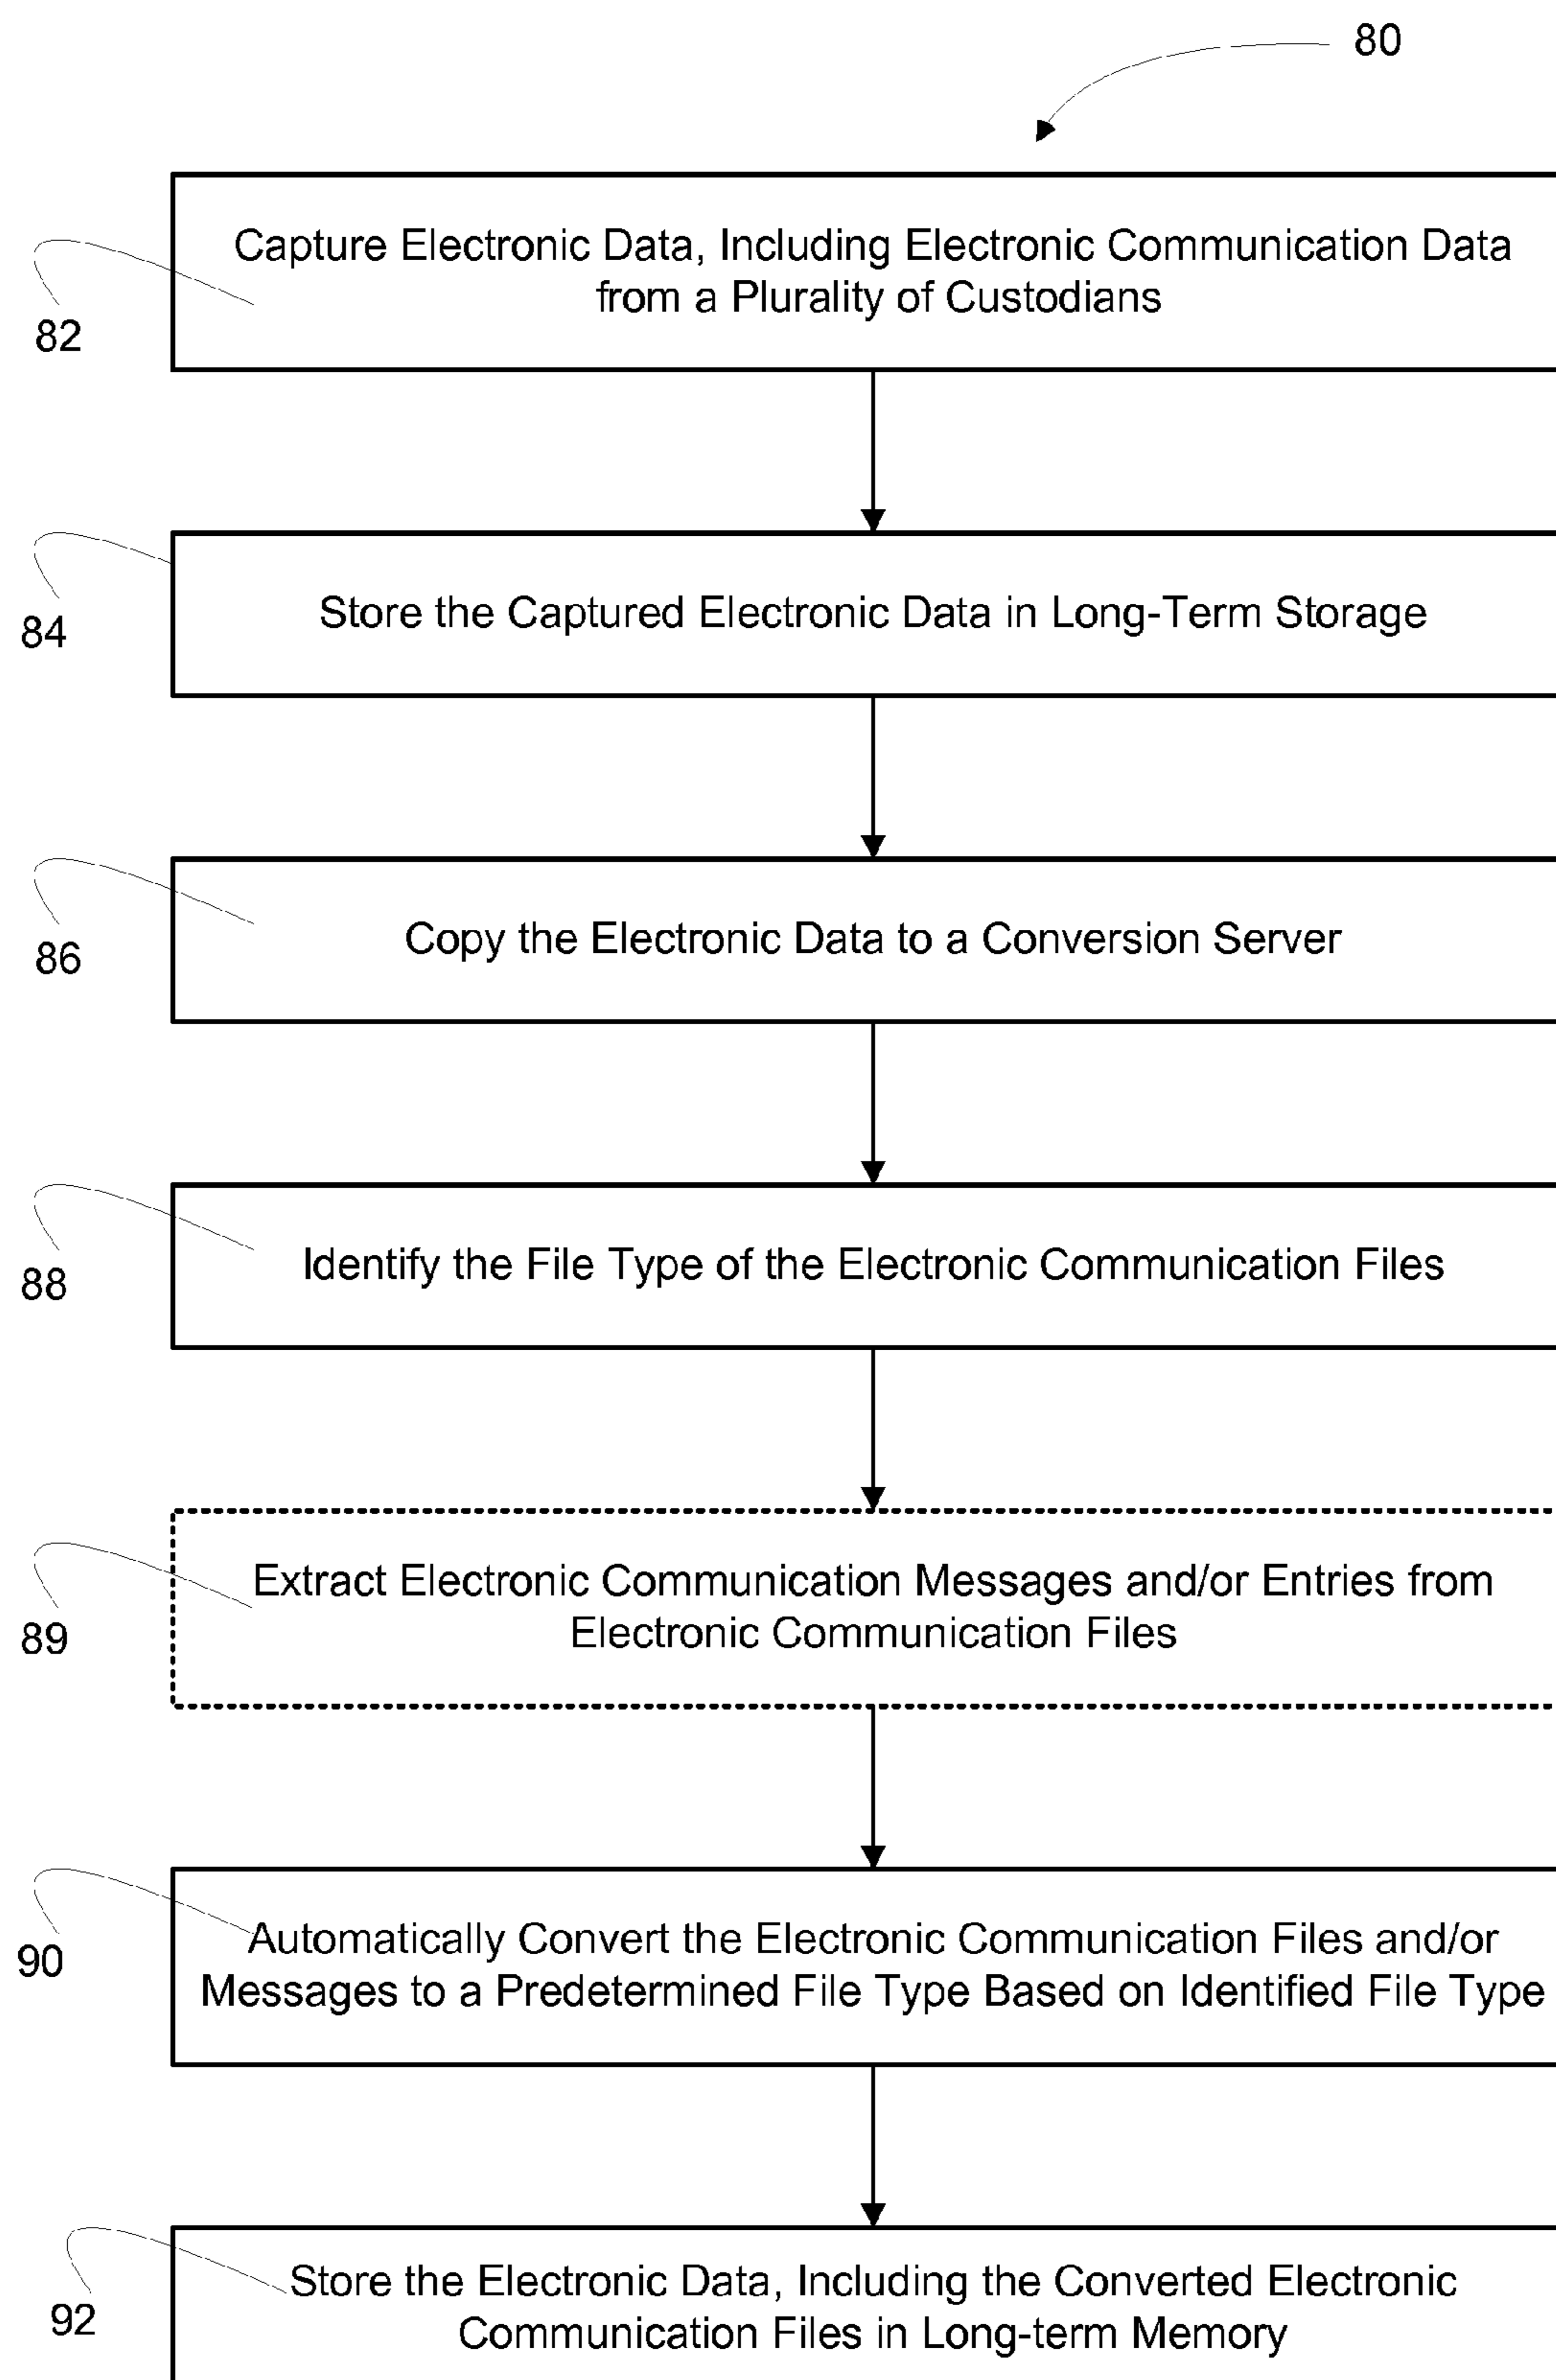 80
Capture Electronic Data, Including Electronic Communication Data
from a Plurality of Custodians
82
Store the Captured Electronic Data in Long-Term Storage
84
Copy the Electronic Data to a Conversion Server
86
Identify the File Type of the Electronic Communication Files
88
Extract Electronic Communication Messages and/or Entries from
Electronic Communication Files
89
Automatically Convert the Electronic Communication Files and/or
Messages to a Predetermined File Type Based on Identified File Type
90
Store the Electronic Data, Including the Converted Electronic
Communication Files in Long-term Memory
92